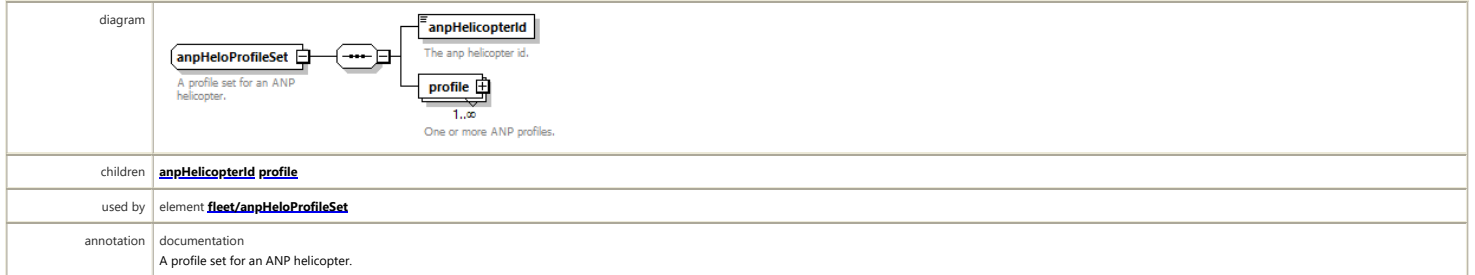 diagram
anpHeloProfileSet
A profile set for an ANP
helicopter.
anpHelicopterId
The anp helicopter id.
profile
1..∞
One or more ANP profiles.
children anpHelicopterId profile
used by element fleet/anpHeloProfileSet
annotation documentation
A profile set for an ANP helicopter.